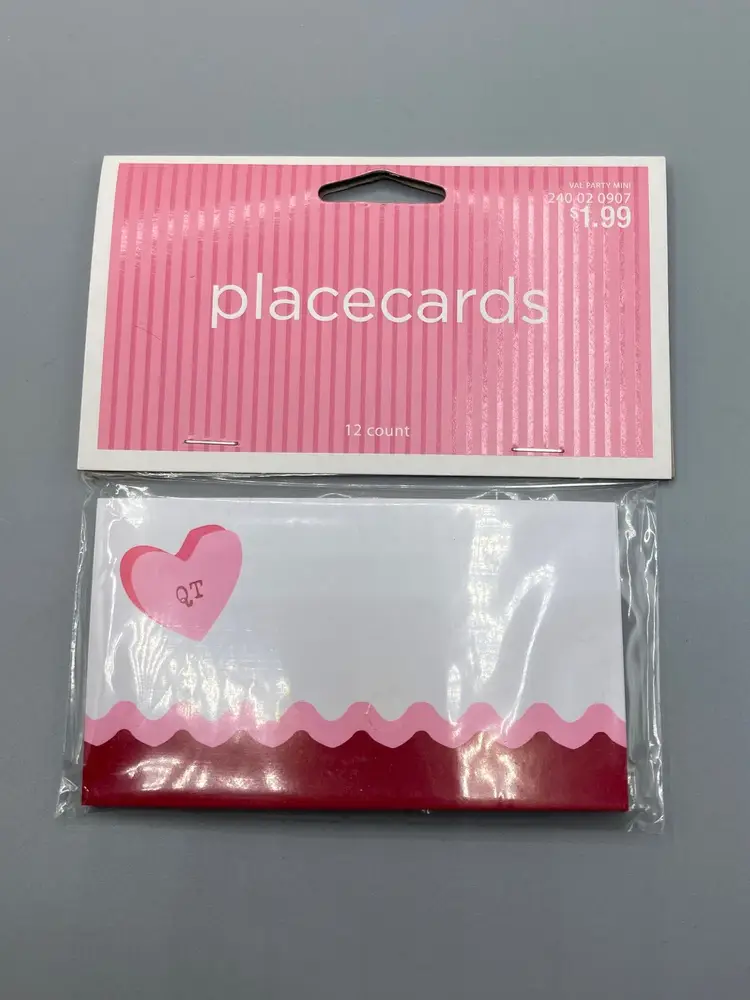 VAL PARTY MINI
240 02 0907
$1.99
placecards
12 count
QT